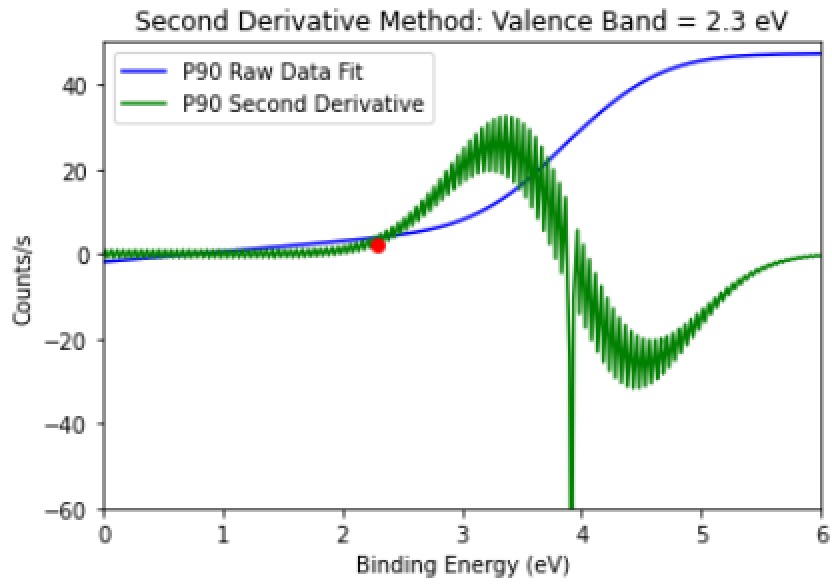 Second Derivative Method: Valence Band = 2.3 eV
P90 Raw Data Fit
P90 Second Derivative
Counts/s
40
20
0
−20
−40
−60
0 1 2 3 4 5 6
Binding Energy (eV)